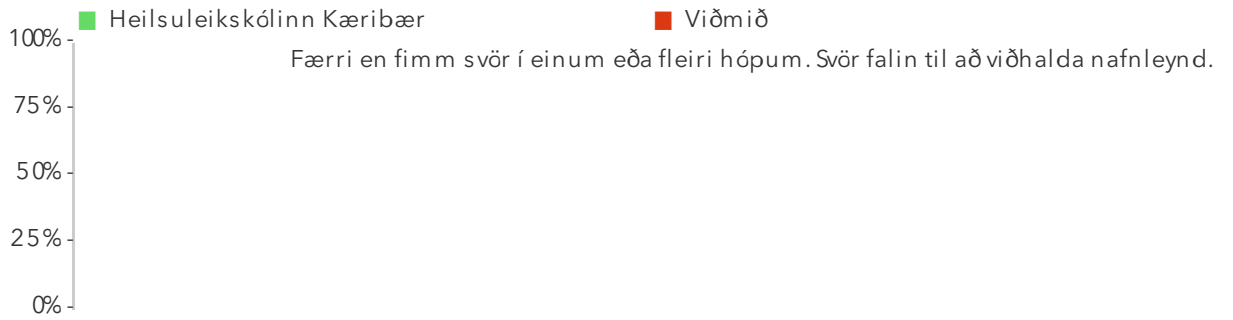 Heilsuleikskólinn Kæribær
Viðmið
100%
Færri en fimm svör í einum eða fleiri hópum. Svör falin til að viðhalda nafnleynd.
75%
50%
25%
0%